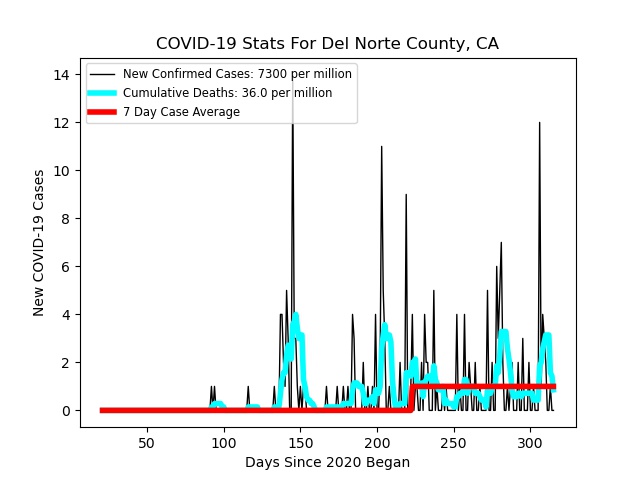 COVID-19 Stats For Del Norte County, CA
New Confirmed Cases: 7300 per million
Cumulative Deaths: 36.0 per million
7 Day Case Average
New COVID-19 Cases
14
12
10
8
6
4
2
0
50
100
150
200
250
300
Days Since 2020 Began